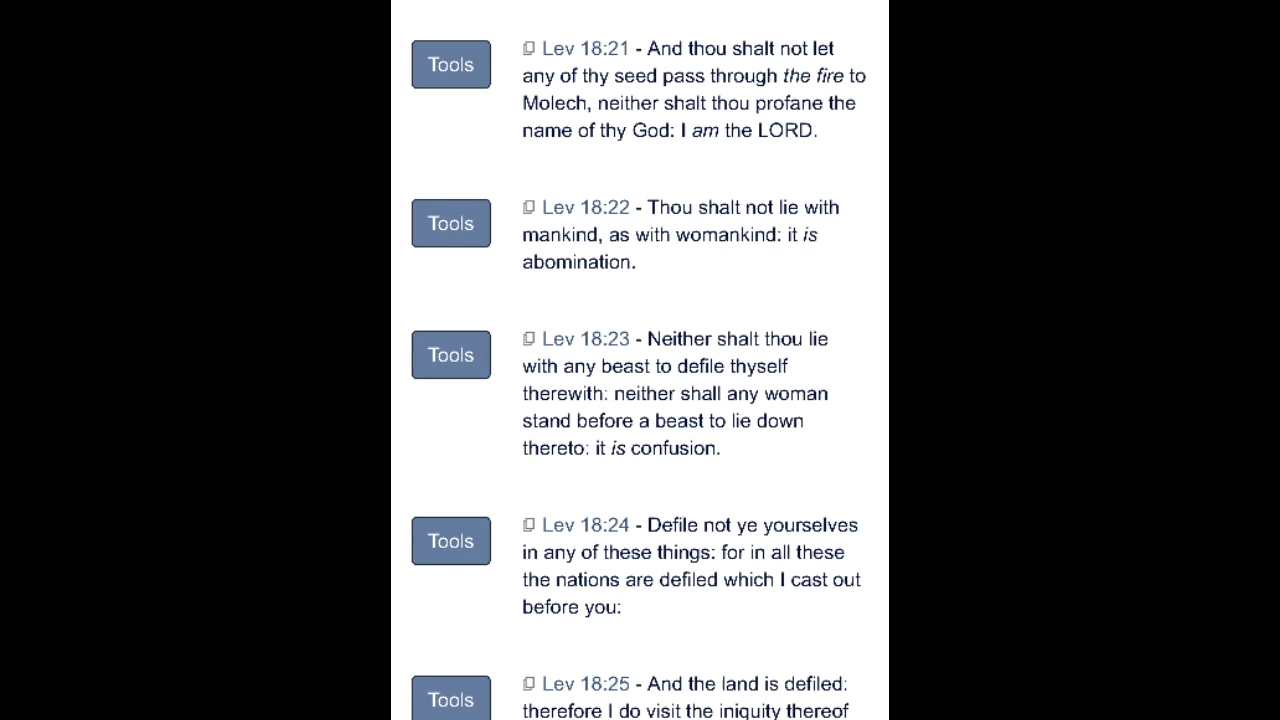 Tools
Lev 18:21 - And thou shalt not let
any of thy seed pass through the fire to
Molech, neither shalt thou profane the
name of thy God: I am the LORD.
Tools
Lev 18:22 - Thou shalt not lie with
mankind, as with womankind: it is
abomination.
Tools
Lev 18:23 - Neither shalt thou lie
with any beast to defile thyself
therewith: neither shall any woman
stand before a beast to lie down
thereto: it is confusion.
Tools
Lev 18:24 - Defile not ye yourselves
in any of these things: for in all these
the nations are defiled which I cast out
before you:
Tools
Lev 18:25 - And the land is defiled:
therefore I do visit the iniquity thereof